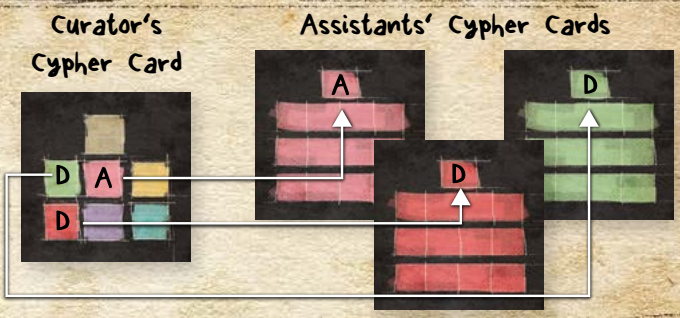 Curator's
Cypher Card
Assistants' Cypher Cards
A
D
D A
D
D